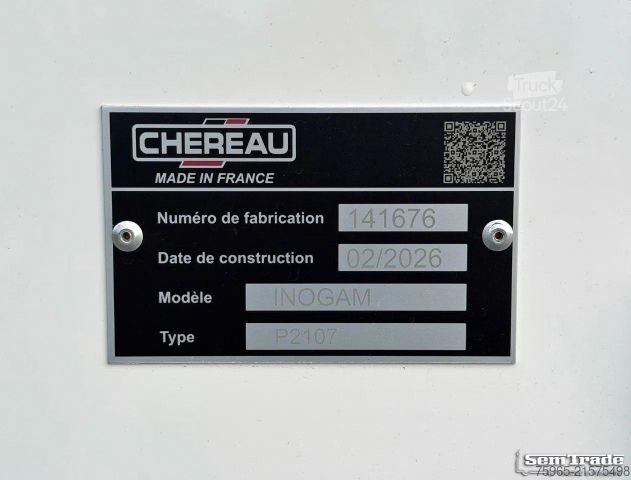 Truck
Scout24
CHEREAU
MADE IN FRANCE
Numéro de fabrication 141676
Date de construction 02/2026
Modèle INOGAM
Type P2107
SemTrade
75965-21575498